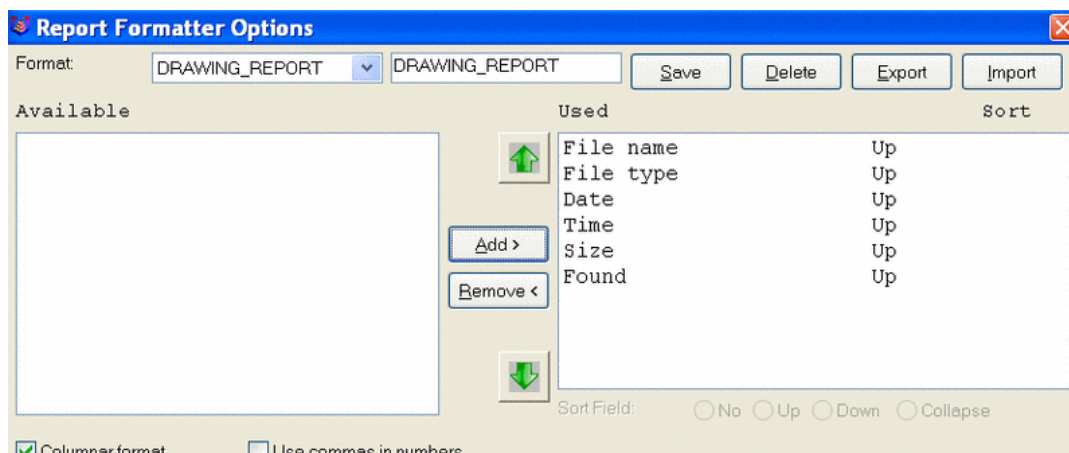 Report Formatter Options
Format: DRAWING_REPORT DRAWING_REPORT Save Delete Export Import
Available Used Sort
File name Up
File type Up
Date Up
Time Up
Add > Size Up
Remove < Found Up
Sort Field: No Up Down Collapse
Columnar format Use commas in numbers